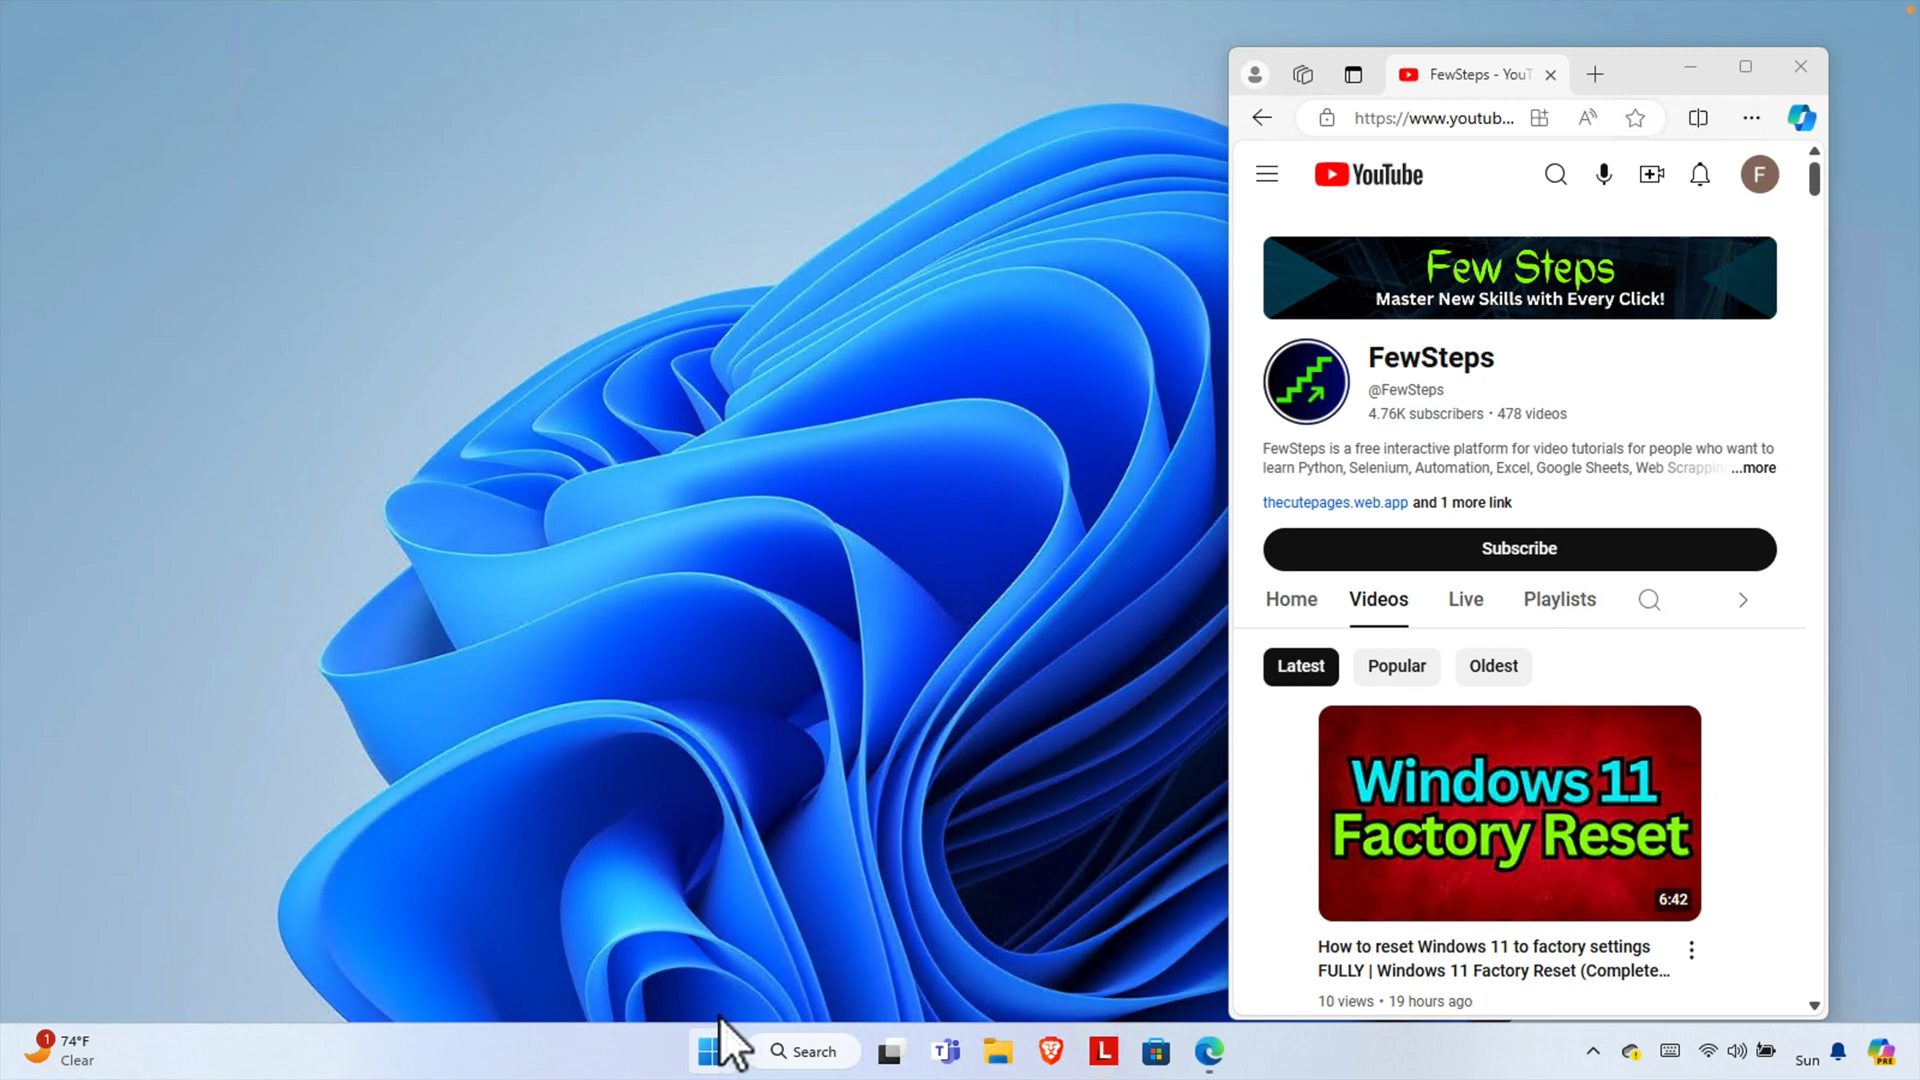 FewSteps - YouT
https://www.youtub...
YouTube
F
Few Steps
Master New Skills with Every Click!
FewSteps
@FewSteps
4.76K subscribers • 478 videos
FewSteps is a free interactive platform for video tutorials for people who want to
learn Python, Selenium, Automation, Excel, Google Sheets, Web Scrappin ...more
thecutepages.web.app and 1 more link
Subscribe
Home Videos Live Playlists
Latest Popular Oldest
Windows 11
Factory Reset
6:42
How to reset Windows 11 to factory settings
FULLY | Windows 11 Factory Reset (Complete...
10 views • 19 hours ago
1
74°F
Clear
Search
L
Sun
PRE